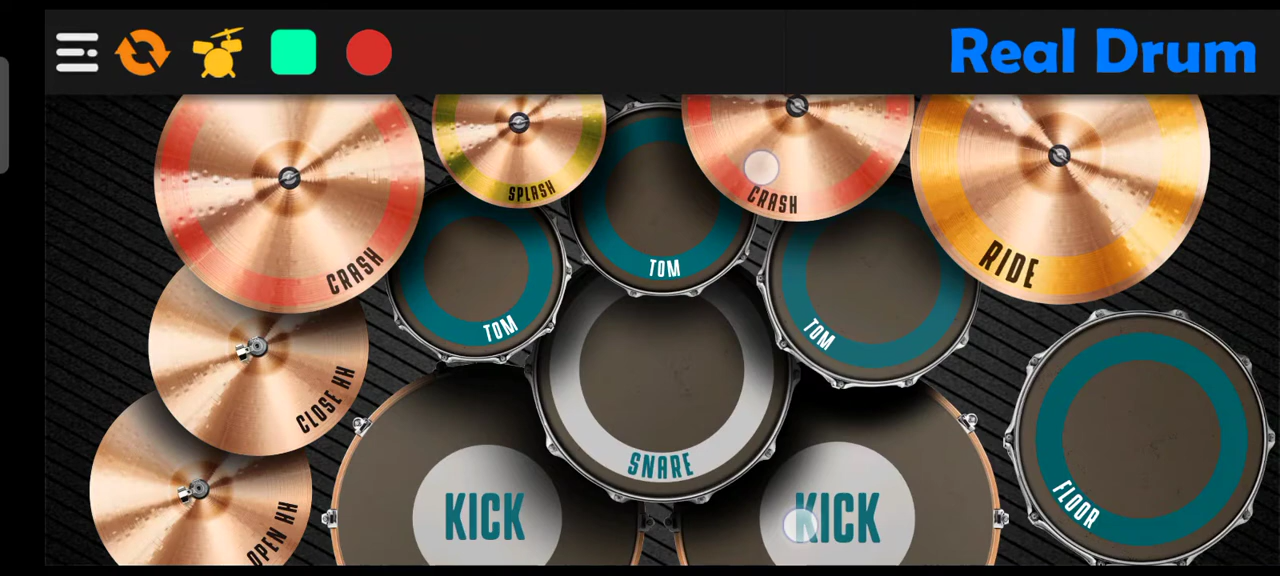 Real Drum
CRASH
SPLASH
CRASH
RIDE
TOM
TOM
TOM
CLOSE HH
SNARE
OPEN HH
KICK
KICK
FLOOR